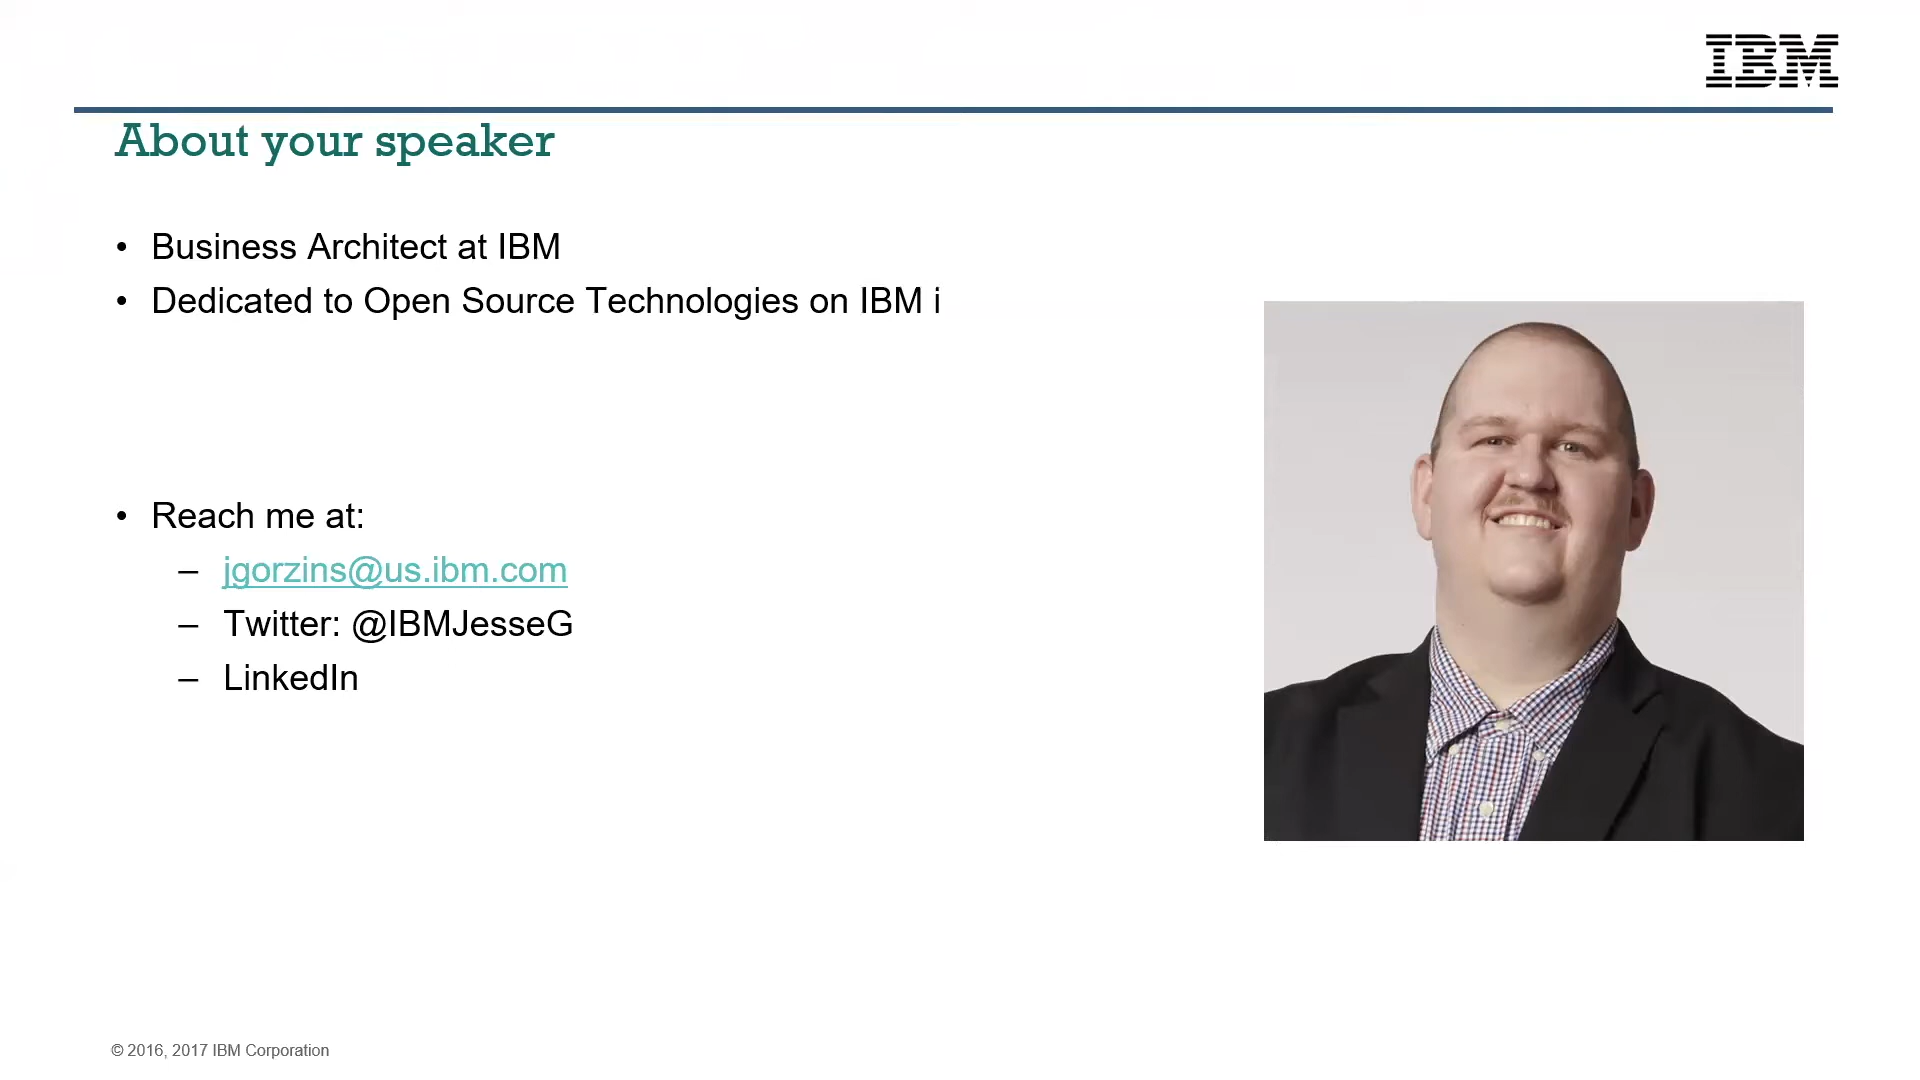 IBM
About your speaker
• Business Architect at IBM
• Dedicated to Open Source Technologies on IBM i
• Reach me at:
– jgorzins@us.ibm.com
– Twitter: @IBMJesseG
– LinkedIn
© 2016, 2017 IBM Corporation